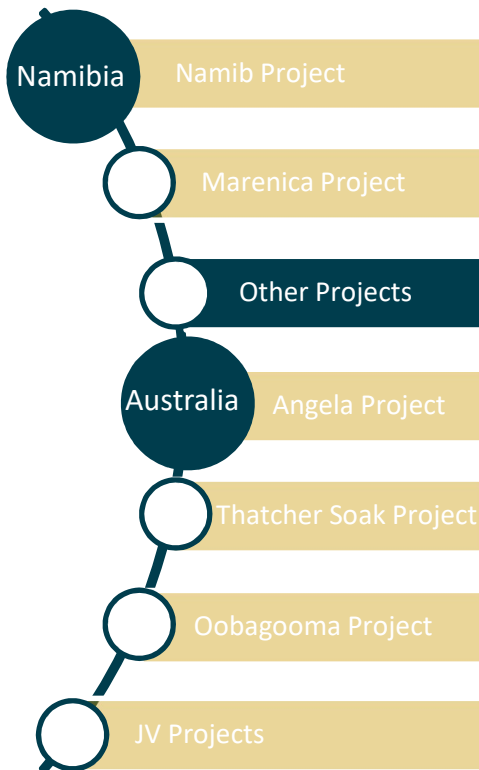 Namibia
Namib Project
Marenica Project
Other Projects
Australia
Angela Project
Thatcher Soak Project
Oobagooma Project
JV Projects